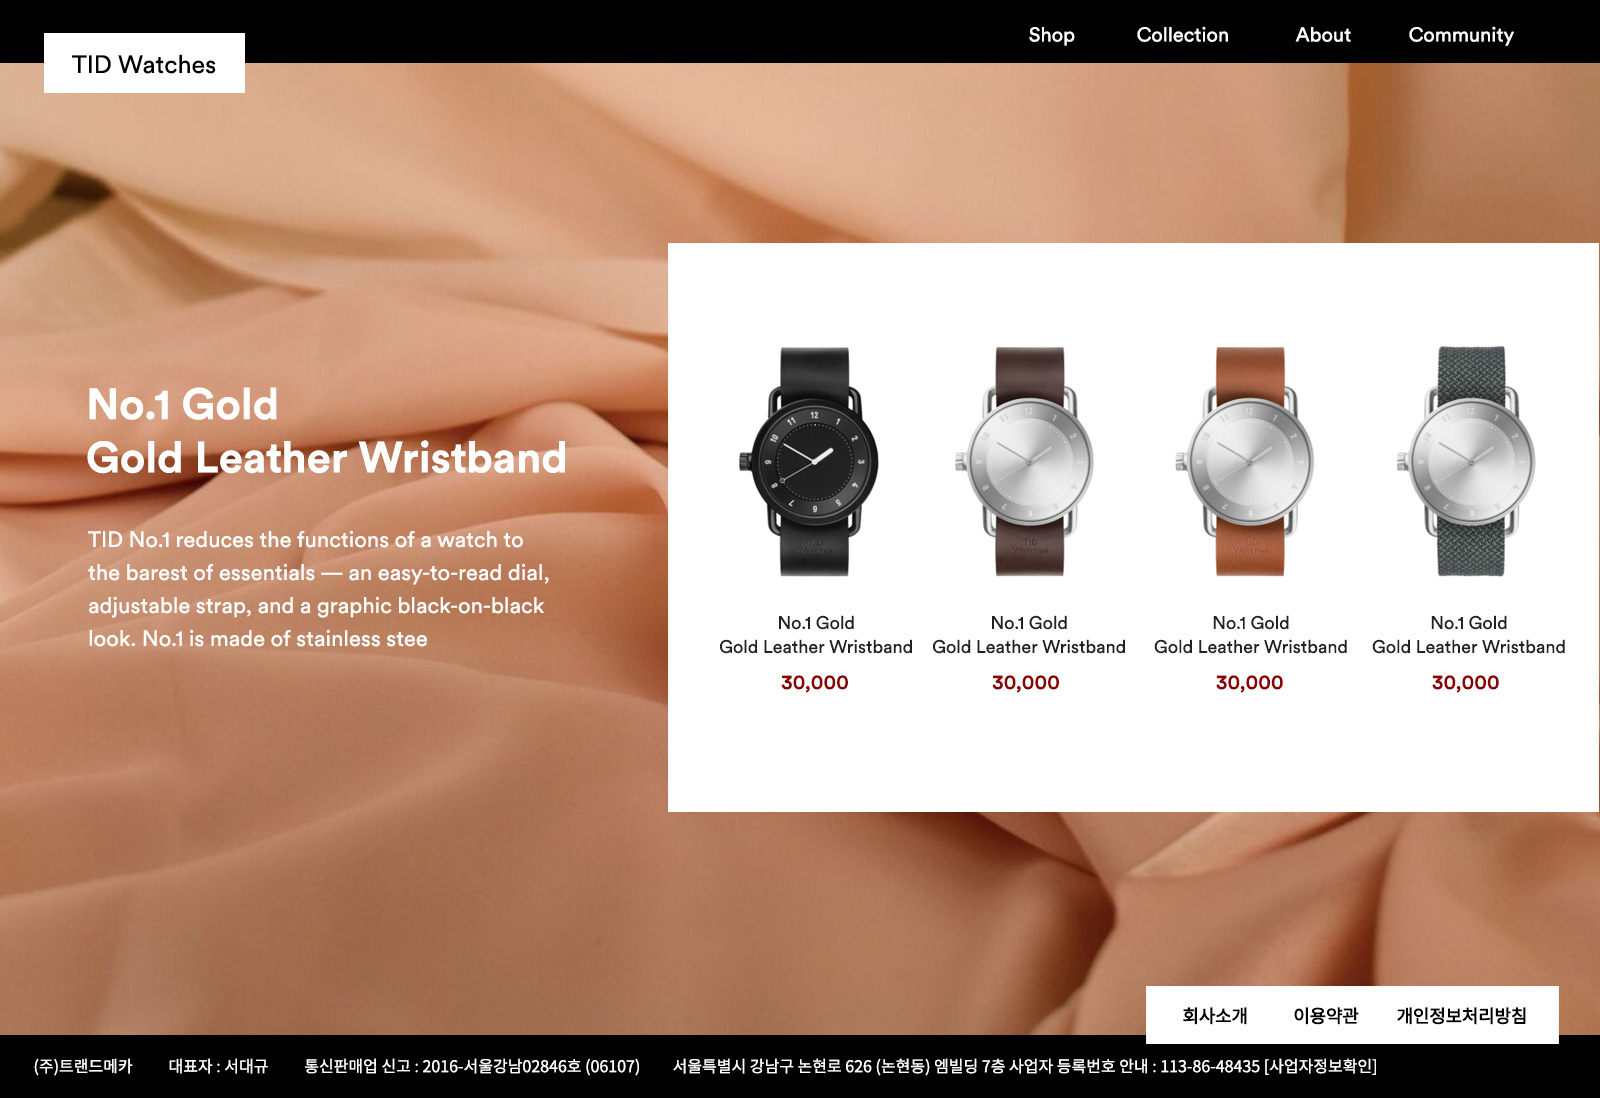 Shop Collection About Community
TID Watches
No.1 Gold
Gold Leather Wristband
TID No.1 reduces the functions of a watch to
the barest of essentials — an easy-to-read dial,
adjustable strap, and a graphic black-on-black
look. No.1 is made of stainless stee
No.1 Gold
Gold Leather Wristband
30,000
No.1 Gold
Gold Leather Wristband
30,000
No.1 Gold
Gold Leather Wristband
30,000
No.1 Gold
Gold Leather Wristband
30,000
회사소개 이용약관 개인정보처리방침
(주)트랜드메카 대표자 : 서대규 통신판매업 신고 : 2016-서울강남02846호 (06107) 서울특별시 강남구 논현로 626 (논현동) 엠빌딩 7층 사업자 등록번호 안내 : 113-86-48435 [사업자정보확인]